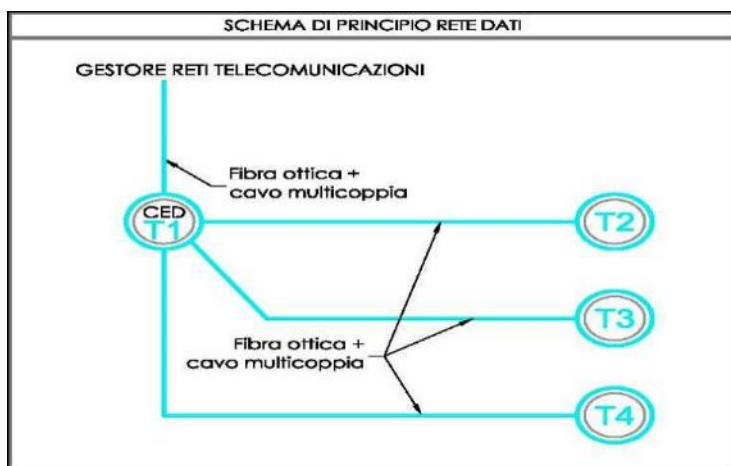 SCHEMA DI PRINCIPIO RETE DATI
GESTORE RETI TELECOMUNICAZIONI
Fibra ottica +
cavo multicoppia
CED
T1
T2
T3
Fibra ottica +
cavo multicoppia
T4